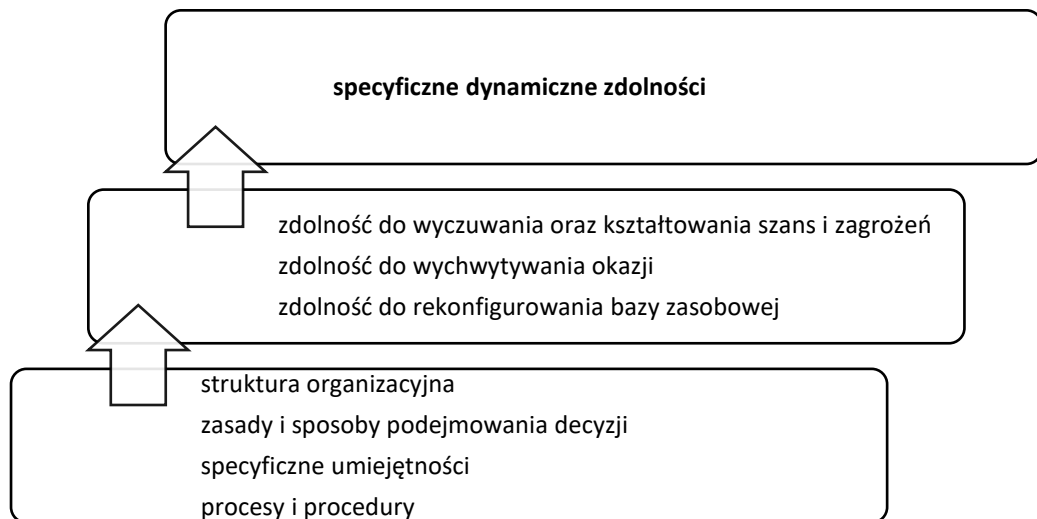 specyficzne dynamiczne zdolności
zdolność do wyczuwania oraz kształtowania szans i zagrożeń
zdolność do wychwytywania okazji
zdolność do rekonfigurowania bazy zasobowej
struktura organizacyjna
zasady i sposoby podejmowania decyzji
specyficzne umiejętności
procesy i procedury